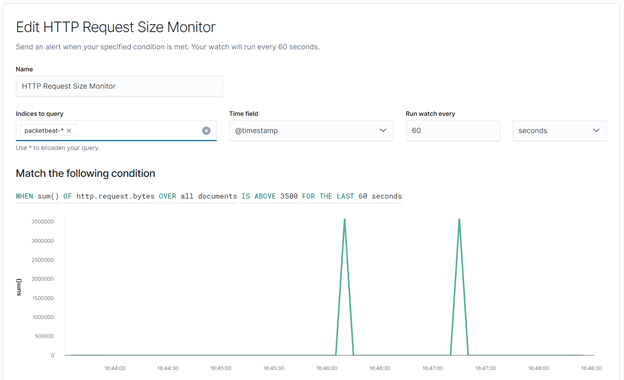 Edit HTTP Request Size Monitor
Send an alert when your specified condition is met. Your watch will run every 60 seconds.
Name
HTTP Request Size Monitor
Indices to query Time field Run watch every
packetbeat-* × @timestamp 60 seconds
Use * to broaden your query.
Match the following condition
WHEN sum() OF http.request.bytes OVER all documents IS ABOVE 3500 FOR THE LAST 60 seconds
3500000
3000000
2500000
2000000
1500000
1000000
500000
0
sum()
16:44:00 16:44:30 16:45:00 16:45:30 16:46:00 16:46:30 16:47:00 16:47:30 16:48:00 16:48:30